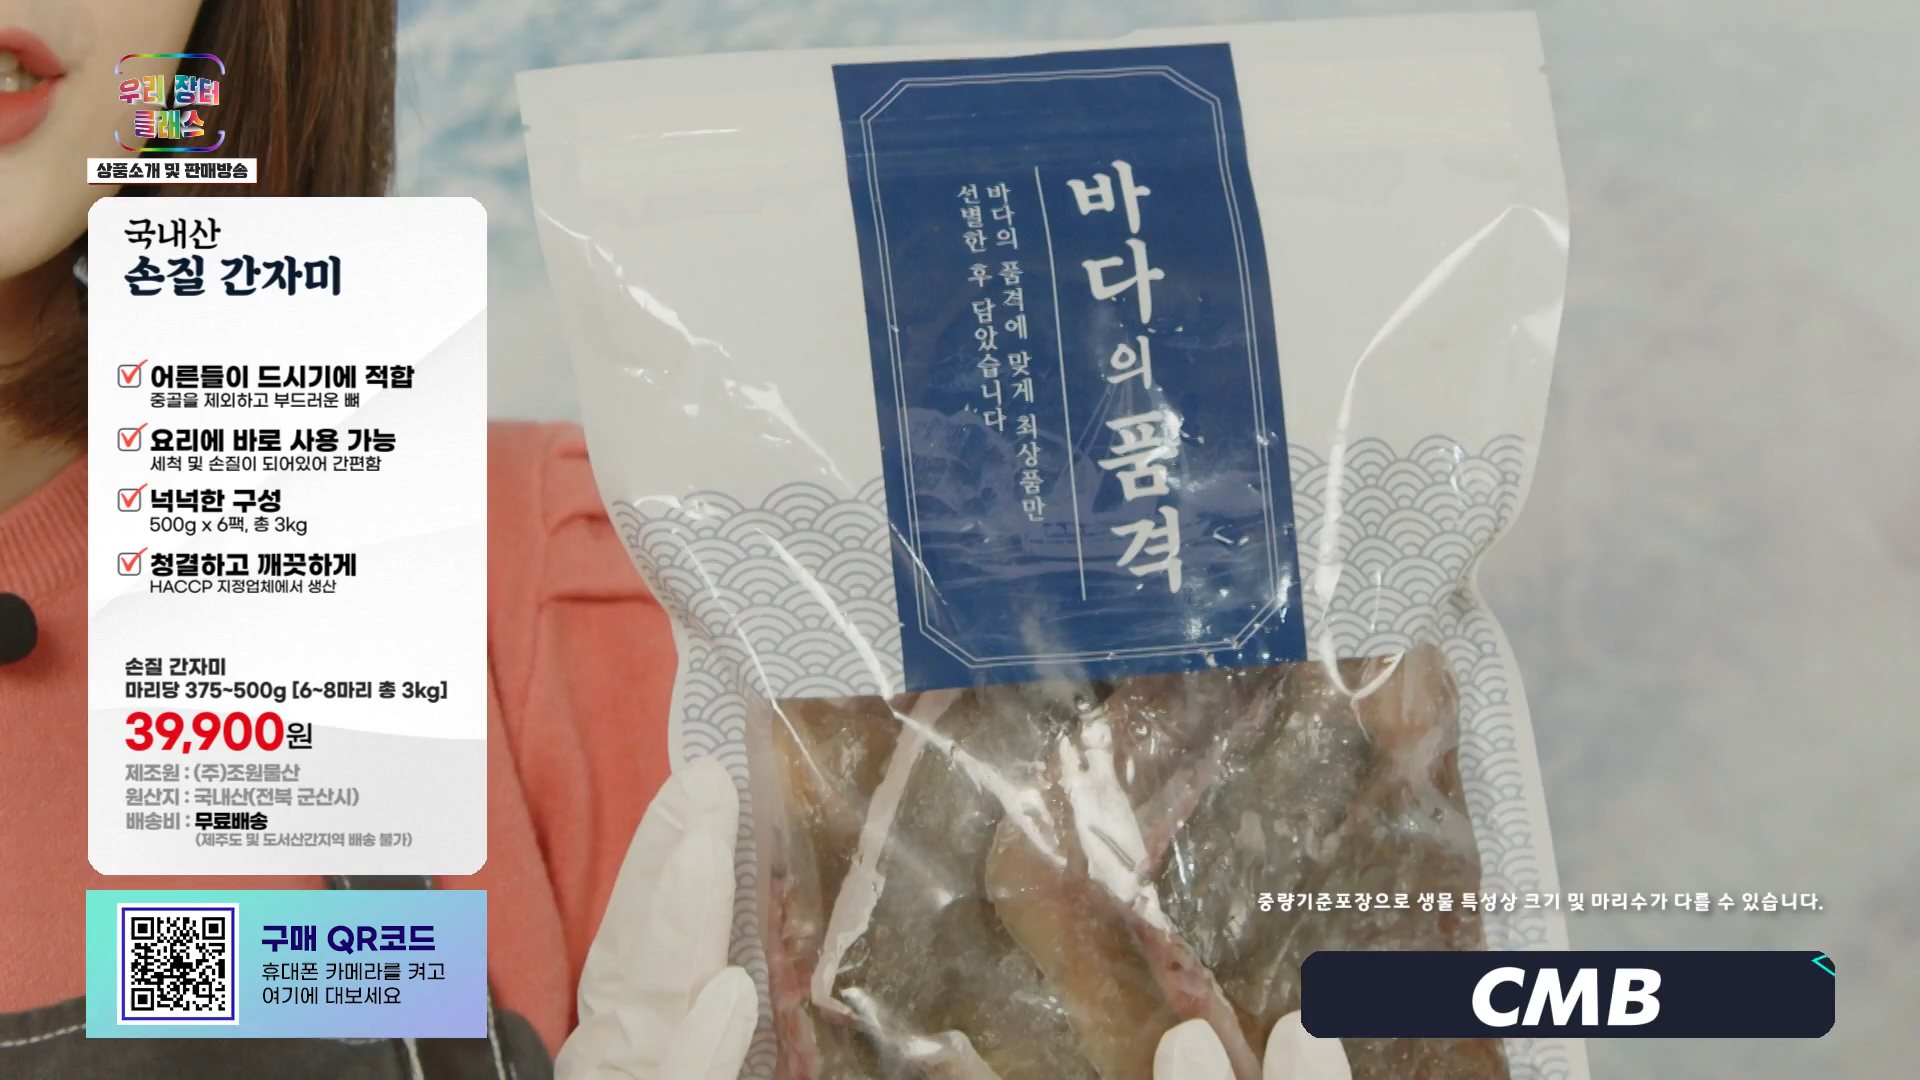 우리 장터
클래스
상품소개 및 판매방송
국내산
손질 간자미
어른들이 드시기에 적합
중골을 제외하고 부드러운 뼈
요리에 바로 사용 가능
세척 및 손질이 되어있어 간편함
넉넉한 구성
500g x 6팩, 총 3kg
청결하고 깨끗하게
HACCP 지정업체에서 생산
손질 간자미
마리당 375~500g [6~8마리 총 3kg]
39,900원
제조원 : (주)조원물산
원산지 : 국내산(전북 군산시)
배송비 : 무료배송
(제주도 및 도서산간지역 배송 불가)
구매 QR코드
휴대폰 카메라를 켜고
여기에 대보세요
바다의 품격
바다의 품격에 맞게 최상품만
선별한 후 담았습니다
중량기준포장으로 생물 특성상 크기 및 마리수가 다를 수 있습니다.
CMB